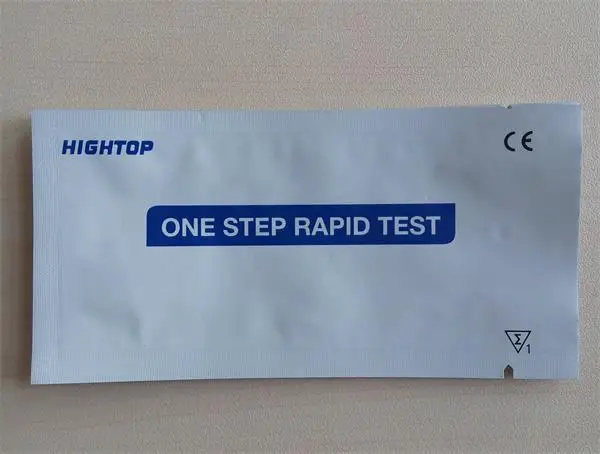 HIGHTOP
CE
ONE STEP RAPID TEST
Σ
1